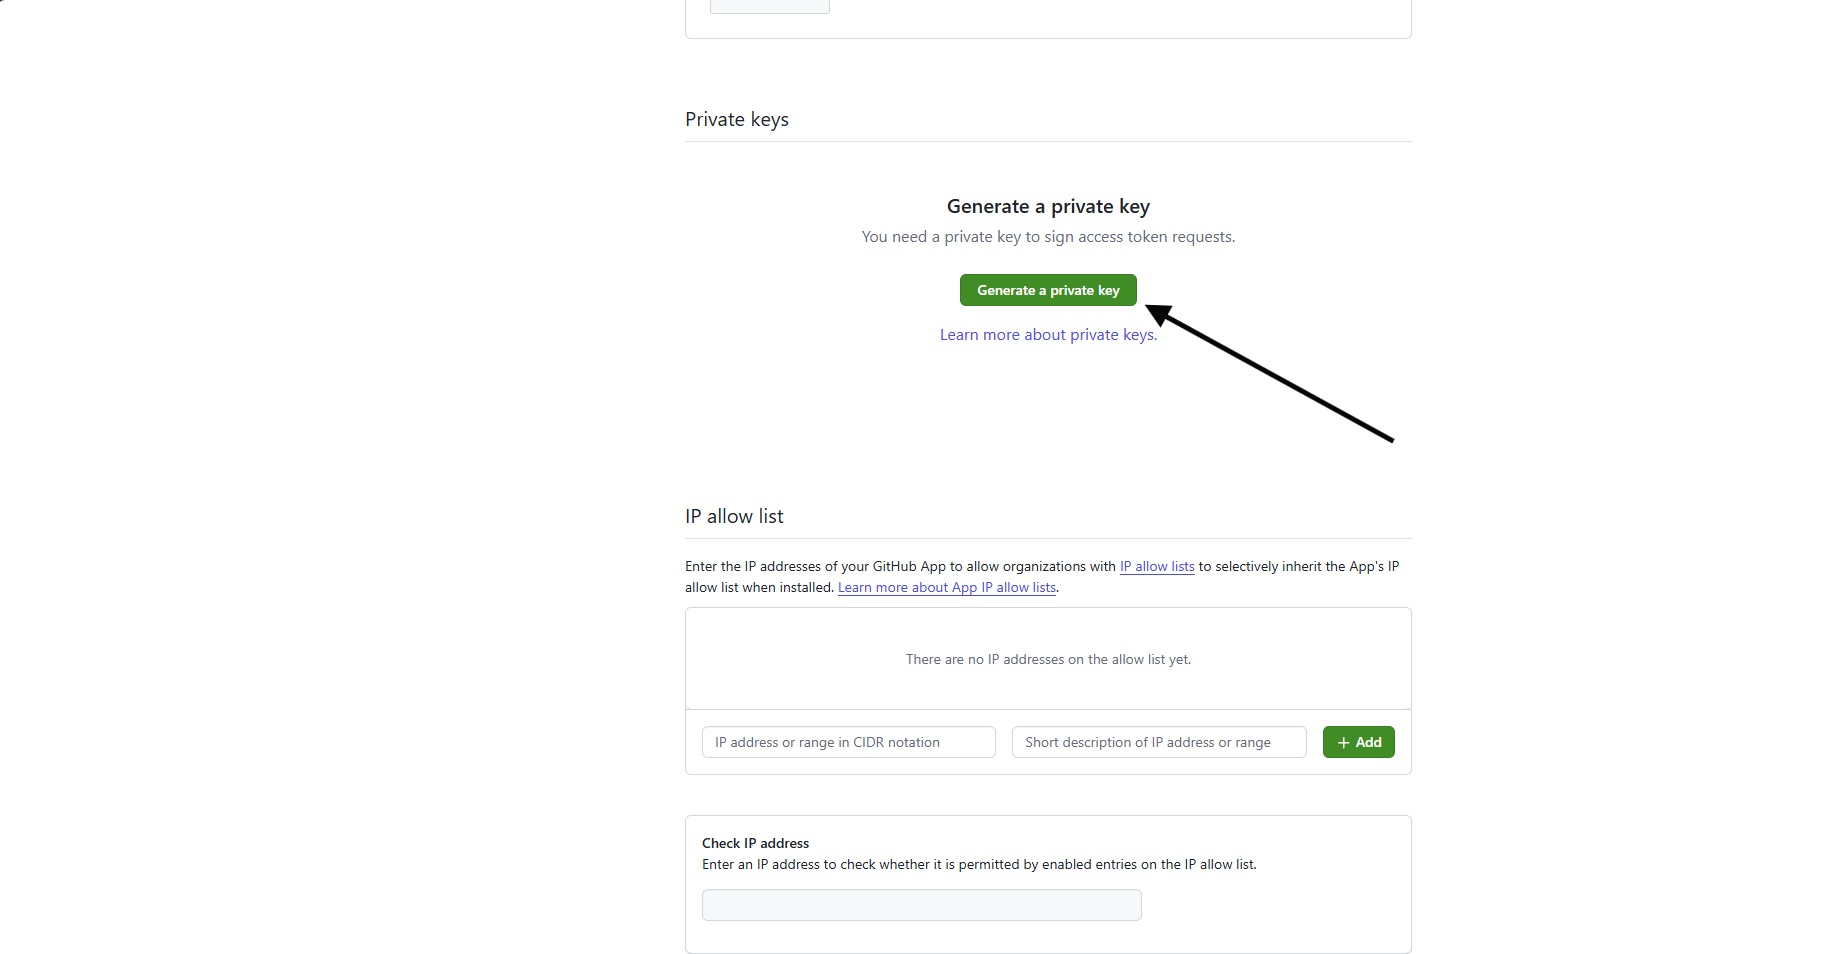 Private keys
Generate a private key
You need a private key to sign access token requests.
Generate a private key
Learn more about private keys.
IP allow list
Enter the IP addresses of your GitHub App to allow organizations with IP allow lists to selectively inherit the App's IP
allow list when installed. Learn more about App IP allow lists.
There are no IP addresses on the allow list yet.
IP address or range in CIDR notation
Short description of IP address or range
+ Add
Check IP address
Enter an IP address to check whether it is permitted by enabled entries on the IP allow list.